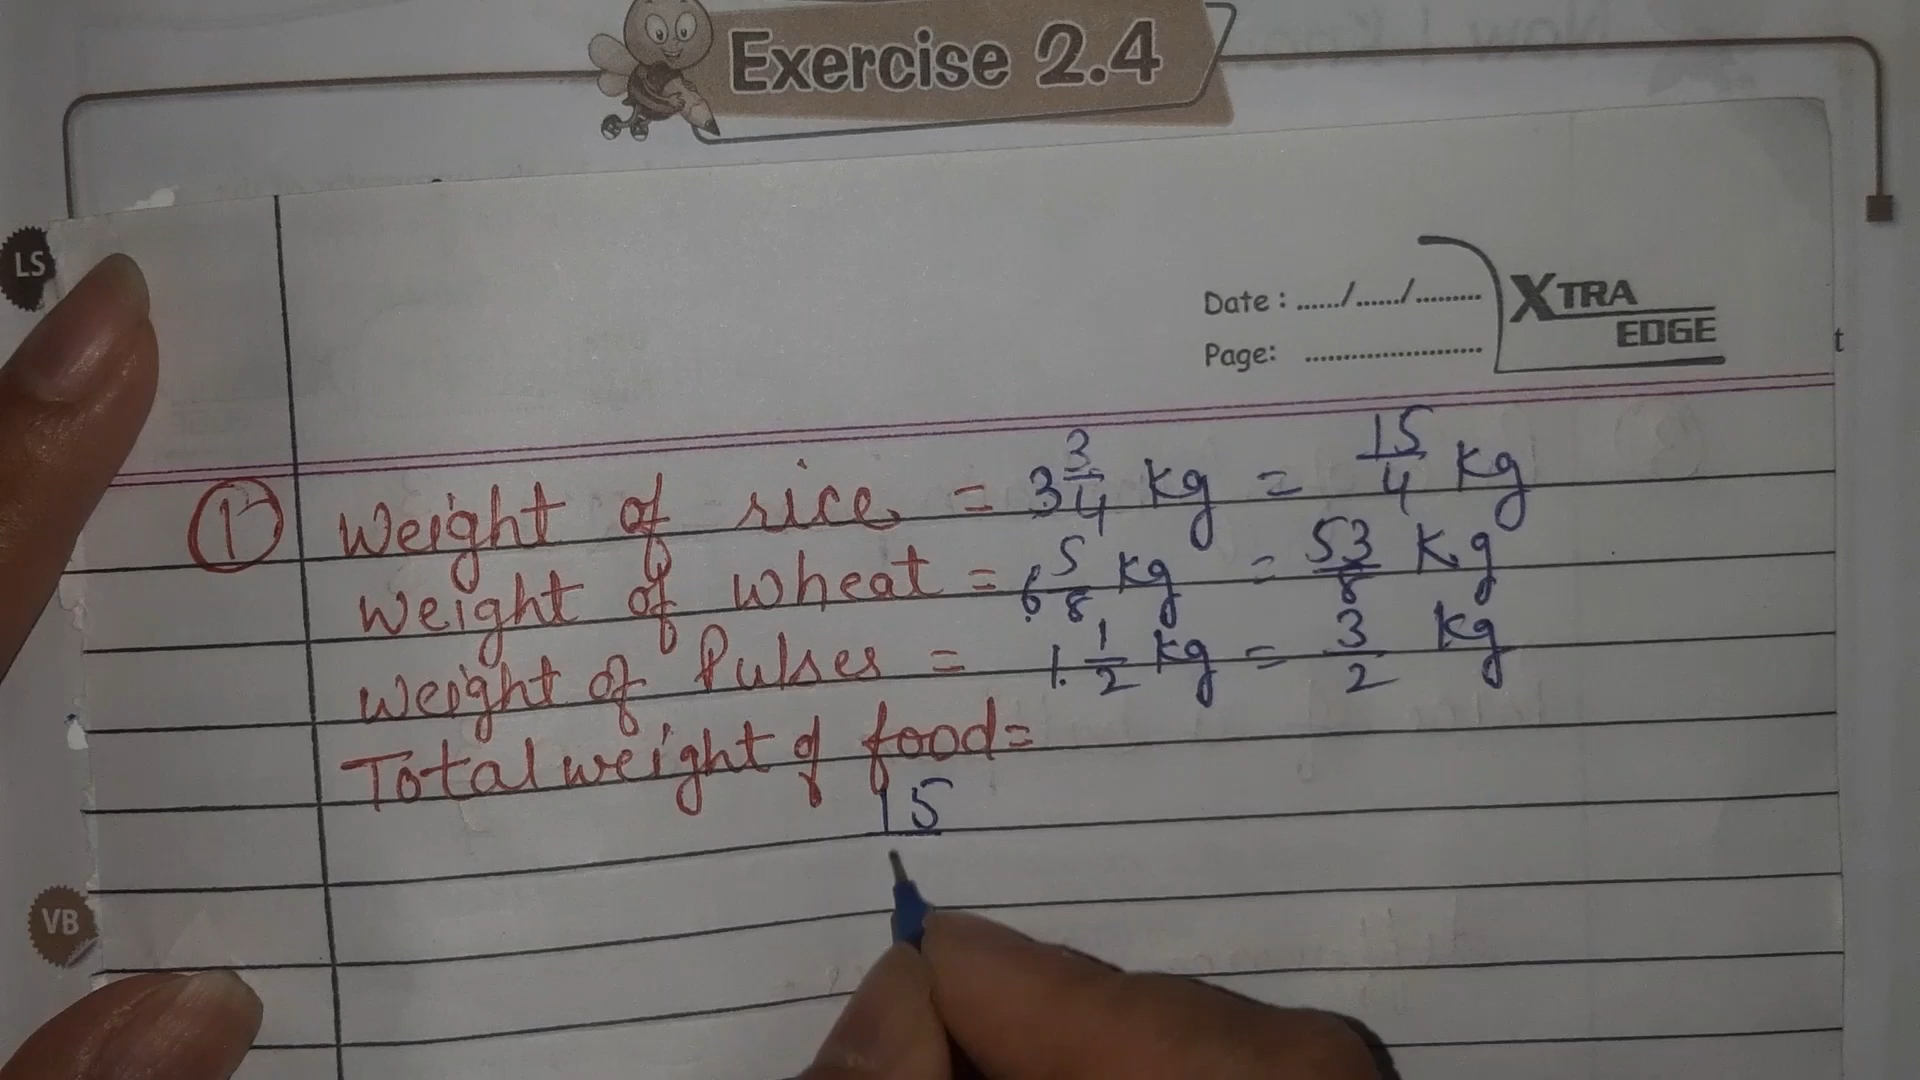 Exercise 2.4
LS
Date : ....../....../.........
XTRA
EDGE
Page: ........................
t
① Weight of rice = 3 3/4 kg = 15/4 kg
Weight of wheat = 6 5/8 kg = 53/8 Kg
Weight of Pulses = 1 1/2 kg = 3/2 kg
Total weight of food =
15
VB